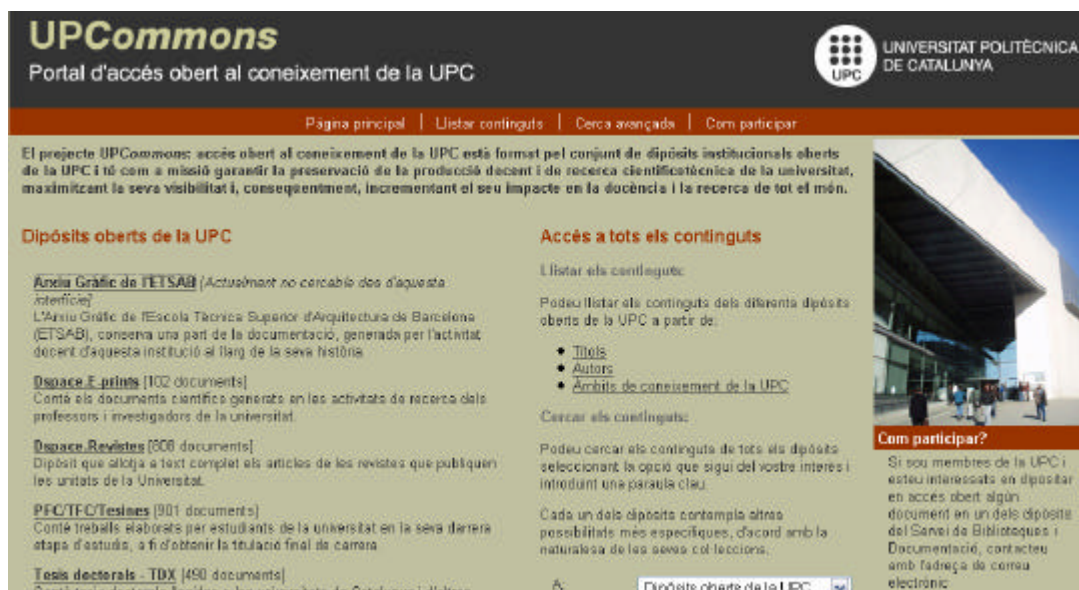 UPCommons
Portal d'accés obert al coneixement de la UPC
UPC
UNIVERSITAT POLITÈCNICA
DE CATALUNYA
Pàgina principal | Llistar continguts | Cerca avançada | Com participar
El projecte UPCommons: accés obert al coneixement de la UPC està format pel conjunt de dipòsits institucionals oberts
de la UPC i té com a missió garantir la preservació de la producció docent i de recerca cientificotècnica de la universitat,
maximitzant la seva visibilitat i, consequentment, incrementant el seu impacte en la docència i la recerca de tot el món.
Dipòsits oberts de la UPC
Arxiu Gràfic de l'ETSAB [Actualment no cercable des d'aquesta
interfície]
L'Arxiu Gràfic de l'Escola Tècnica Superior d'Arquitectura de Barcelona
(ETSAB), conserva una part de la documentació, generada per l'activitat
docent d'aquesta institució al llarg de la seva història.
Dspace.E-prints [102 documents]
Conté els documents científics generats en les activitats de recerca dels
professors i investigadors de la universitat.
Dspace.Revistes [808 documents]
Dipòsit que allotja a text complet els articles de les revistes que publiquen
les unitats de la Universitat.
PFC/TFC/Tesines [901 documents]
Conté treballs elaborats per estudiants de la universitat en la seva darrera
etapa d'estudis, a fi d'obtenir la titulació final de carrera.
Tesis doctorals - TDX [490 documents]
Accés a tots els continguts
Llistar els continguts:
Podeu llistar els continguts dels diferents dipòsits
oberts de la UPC a partir de:
Títols
Autors
Àmbits de coneixement de la UPC
Cercar els continguts:
Podeu cercar els continguts de tots els dipòsits
seleccionant la opció que sigui del vostre interès i
introduint una paraula clau.
Cada un dels dipòsits contempla altres
possibilitats més específiques, d'acord amb la
naturalesa de les seves col·leccions.
A:
Dipòsits oberts de la UPC
Com participar?
Si sou membres de la UPC i
esteu interessats en dipositar
en accés obert algún
document en un dels dipòsits
del Servei de Biblioteques i
Documentació, contacteu
amb l'adreça de correu
electrònic